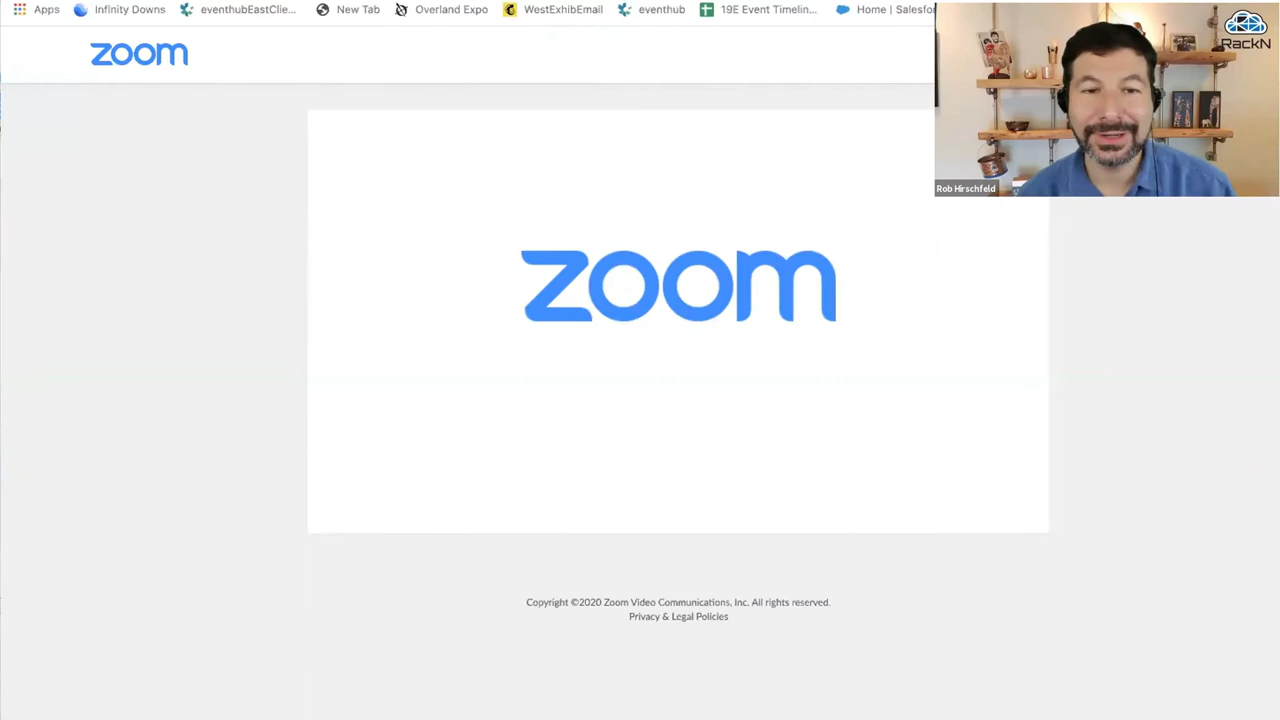 Apps Infinity Downs eventhubEastClie... New Tab Overland Expo WestExhibEmail eventhub 19E Event Timelin... Home | Salesfor
RackN
zoom
Rob Hirschfeld
zoom
Copyright ©2020 Zoom Video Communications, Inc. All rights reserved.
Privacy & Legal Policies